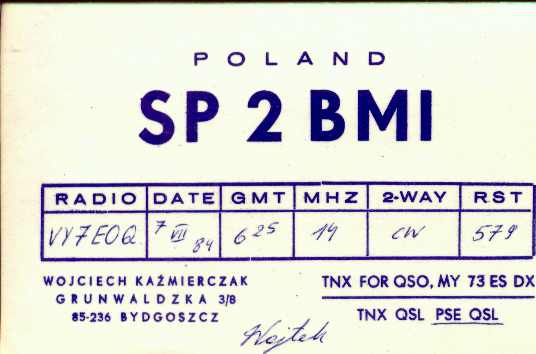 POLAND
SP 2 BMI
RADIO DATE GMT MHZ 2-WAY RST
VY7EOQ 7 VII 84 6 25 14 CW 579
WOJCIECH KAŹMIERCZAK
GRUNWALDZKA 3/8
85-236 BYDGOSZCZ
TNX FOR QSO, MY 73 ES DX
TNX QSL PSE QSL
Wojtek